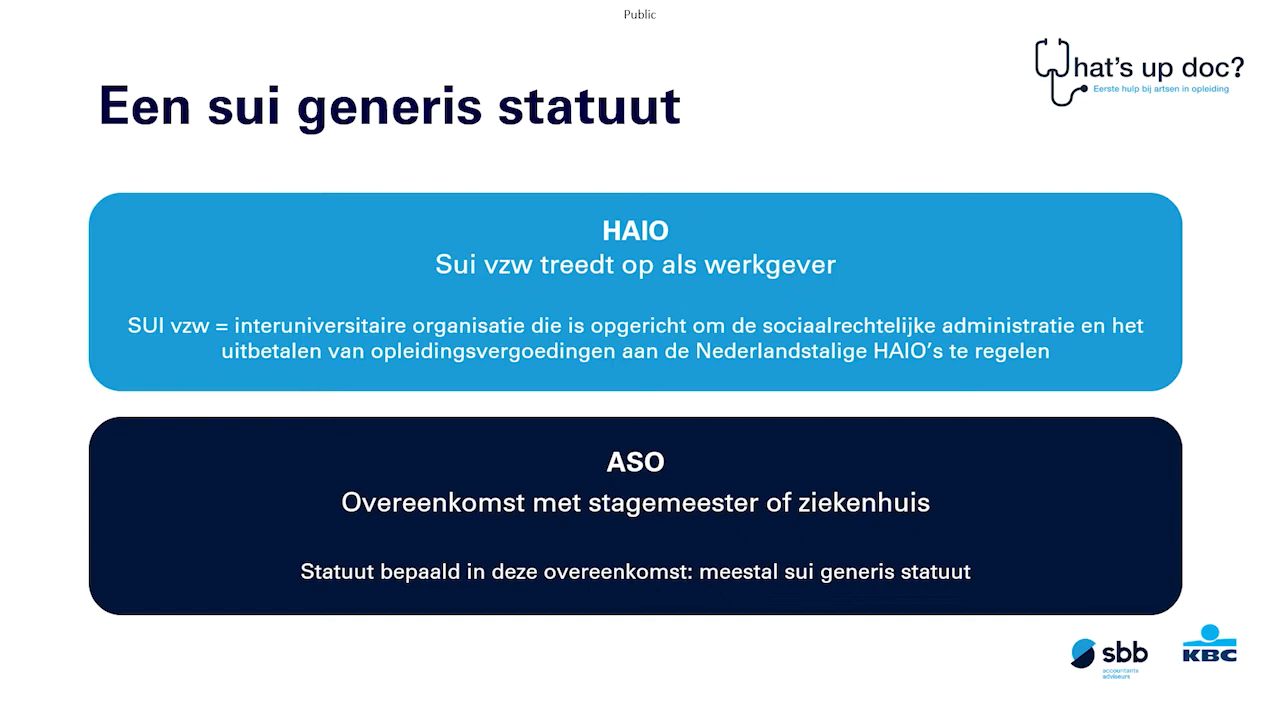 Public
What's up doc?
Eerste hulp bij artsen in opleiding
Een sui generis statuut
HAIO
Sui vzw treedt op als werkgever
SUI vzw = interuniversitaire organisatie die is opgericht om de sociaalrechtelijke administratie en het
uitbetalen van opleidingsvergoedingen aan de Nederlandstalige HAIO's te regelen
ASO
Overeenkomst met stagemeester of ziekenhuis
Statuut bepaald in deze overeenkomst: meestal sui generis statuut
sbb
accountants
adviseurs
KBC